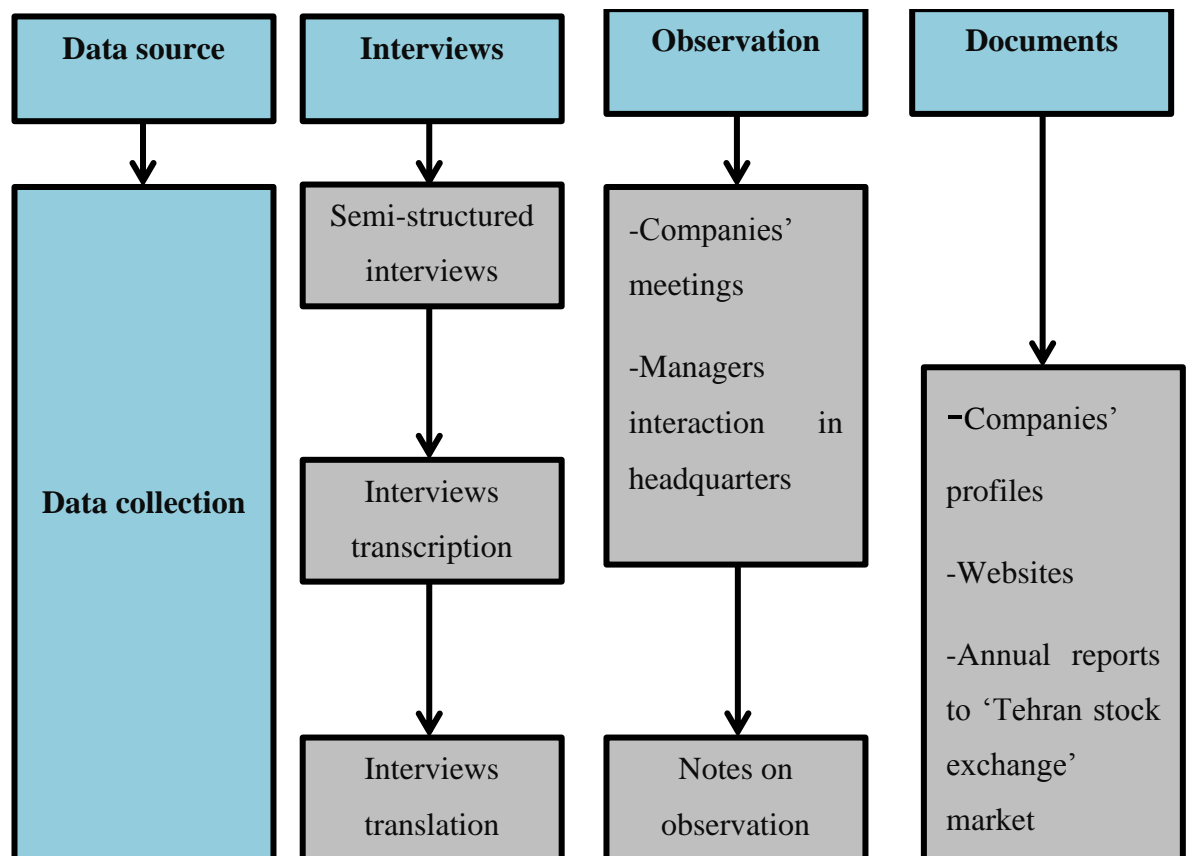 Data source
Interviews
Observation
Documents
Data collection
Semi-structured
interviews
Interviews
transcription
Interviews
translation
-Companies’
meetings
-Managers
interaction in
headquarters
Notes on
observation
-Companies’
profiles
-Websites
-Annual reports
to ‘Tehran stock
exchange’
market